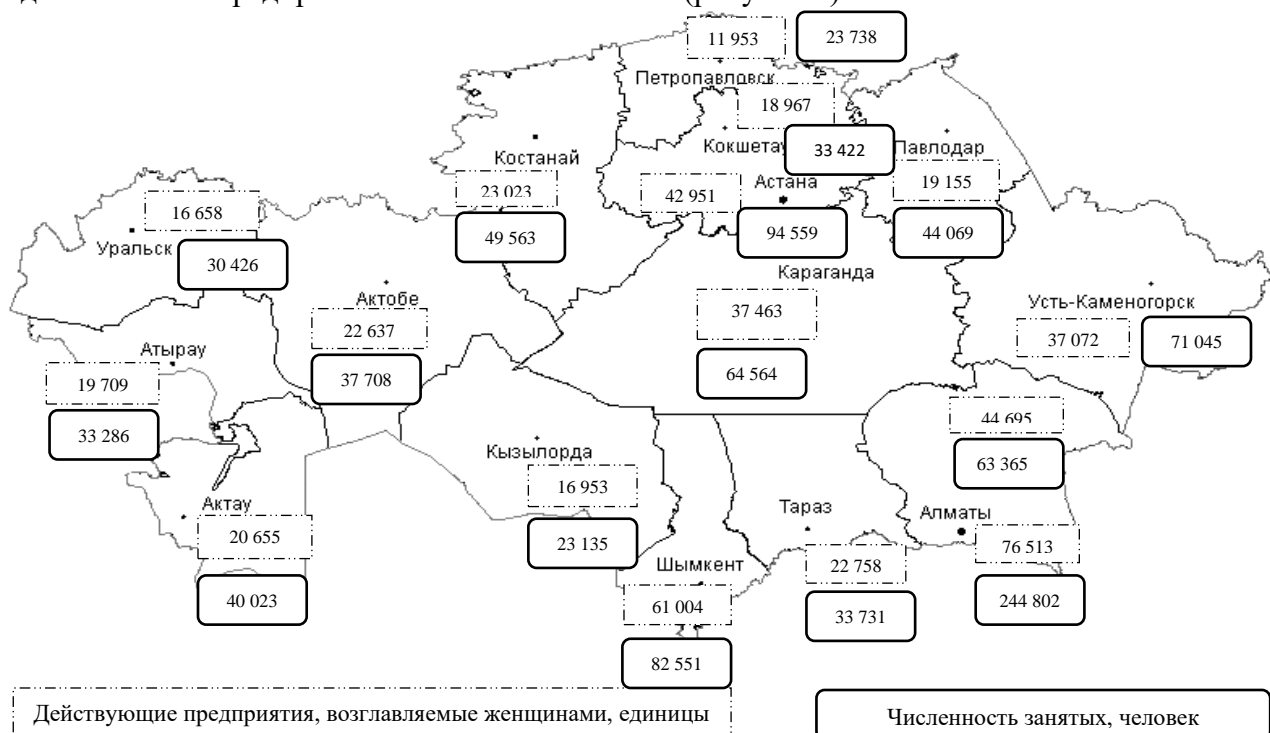 11 953
23 738
Петропавловск
18 967
Кокшетау
33 422
Павлодар
Костанай
Астана
19 155
23 023
42 951
16 658
49 563
94 559
44 069
Уральск
30 426
Караганда
Актобе
Усть-Каменогорск
37 463
22 637
37 072
71 045
Атырау
19 709
37 708
64 564
33 286
44 695
Кызылорда
63 365
16 953
Актау
Тараз
Алматы
20 655
23 135
76 513
Шымкент
22 758
40 023
61 004
33 731
244 802
82 551
Действующие предприятия, возглавляемые женщинами, единицы
Численность занятых, человек